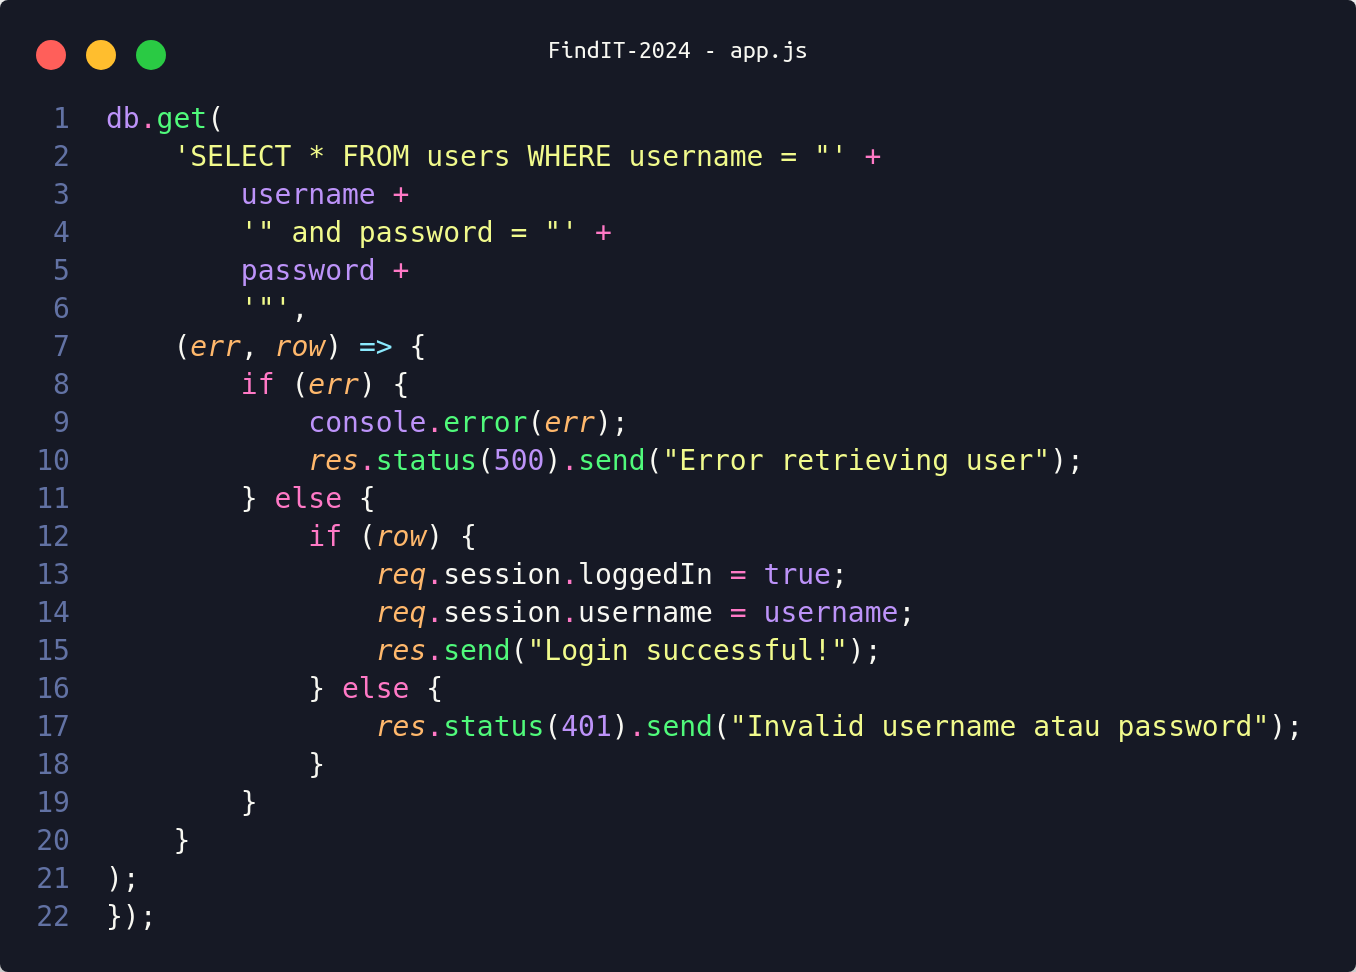 FindIT-2024 - app.js
1 db.get(
2     'SELECT * FROM users WHERE username = "' +
3         username +
4         '" and password = "' +
5         password +
6         '"',
7     (err, row) => {
8         if (err) {
9             console.error(err);
10             res.status(500).send("Error retrieving user");
11         } else {
12             if (row) {
13                 req.session.loggedIn = true;
14                 req.session.username = username;
15                 res.send("Login successful!");
16             } else {
17                 res.status(401).send("Invalid username atau password");
18             }
19         }
20     }
21 );
22 });